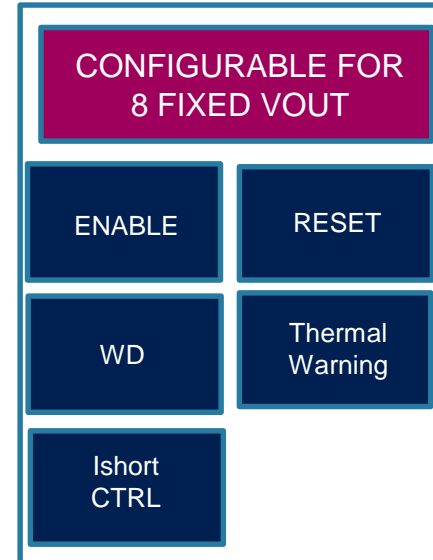 CONFIGURABLE FOR
8 FIXED VOUT
ENABLE
RESET
WD
Thermal
Warning
Ishort
CTRL